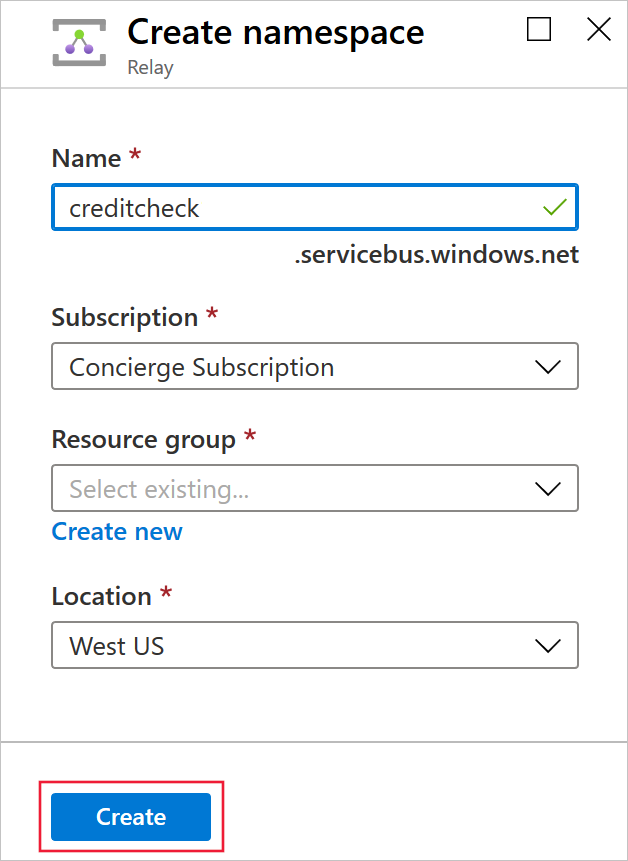 Create namespace
Relay
Name *
creditcheck
.servicebus.windows.net
Subscription *
Concierge Subscription
Resource group *
Select existing...
Create new
Location *
West US
Create